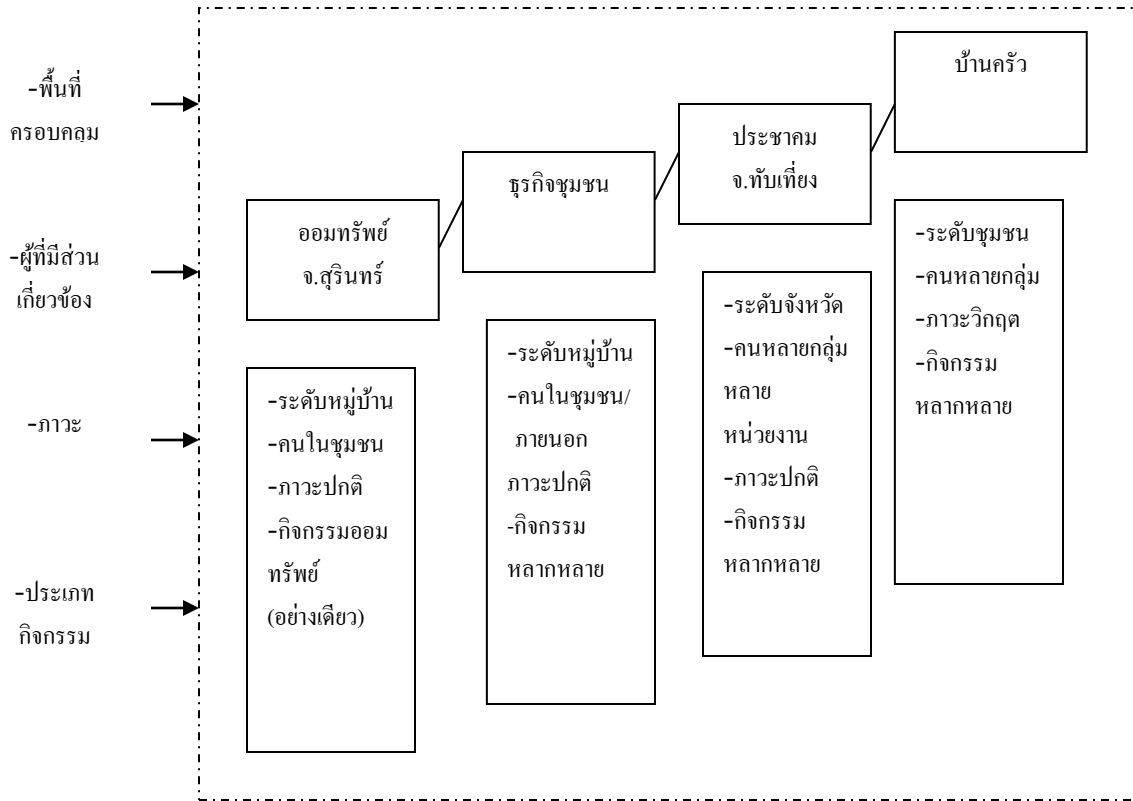 -พื้นที่
ครอบคลุม
-ผู้ที่มีส่วน
เกี่ยวข้อง
-ภาวะ
-ประเภท
กิจกรรม
ออมทรัพย์
จ.สุรินทร์
-ระดับหมู่บ้าน
-คนในชุมชน
-ภาวะปกติ
-กิจกรรมออม
ทรัพย์
(อย่างเดียว)
ธุรกิจชุมชน
-ระดับหมู่บ้าน
-คนในชุมชน/
ภายนอก
ภาวะปกติ
-กิจกรรม
หลากหลาย
ประชาคม
จ.ทับเที่ยง
-ระดับจังหวัด
-คนหลายกลุ่ม
หลาย
หน่วยงาน
-ภาวะปกติ
-กิจกรรม
หลากหลาย
บ้านครัว
-ระดับชุมชน
-คนหลายกลุ่ม
-ภาวะวิกฤต
-กิจกรรม
หลากหลาย